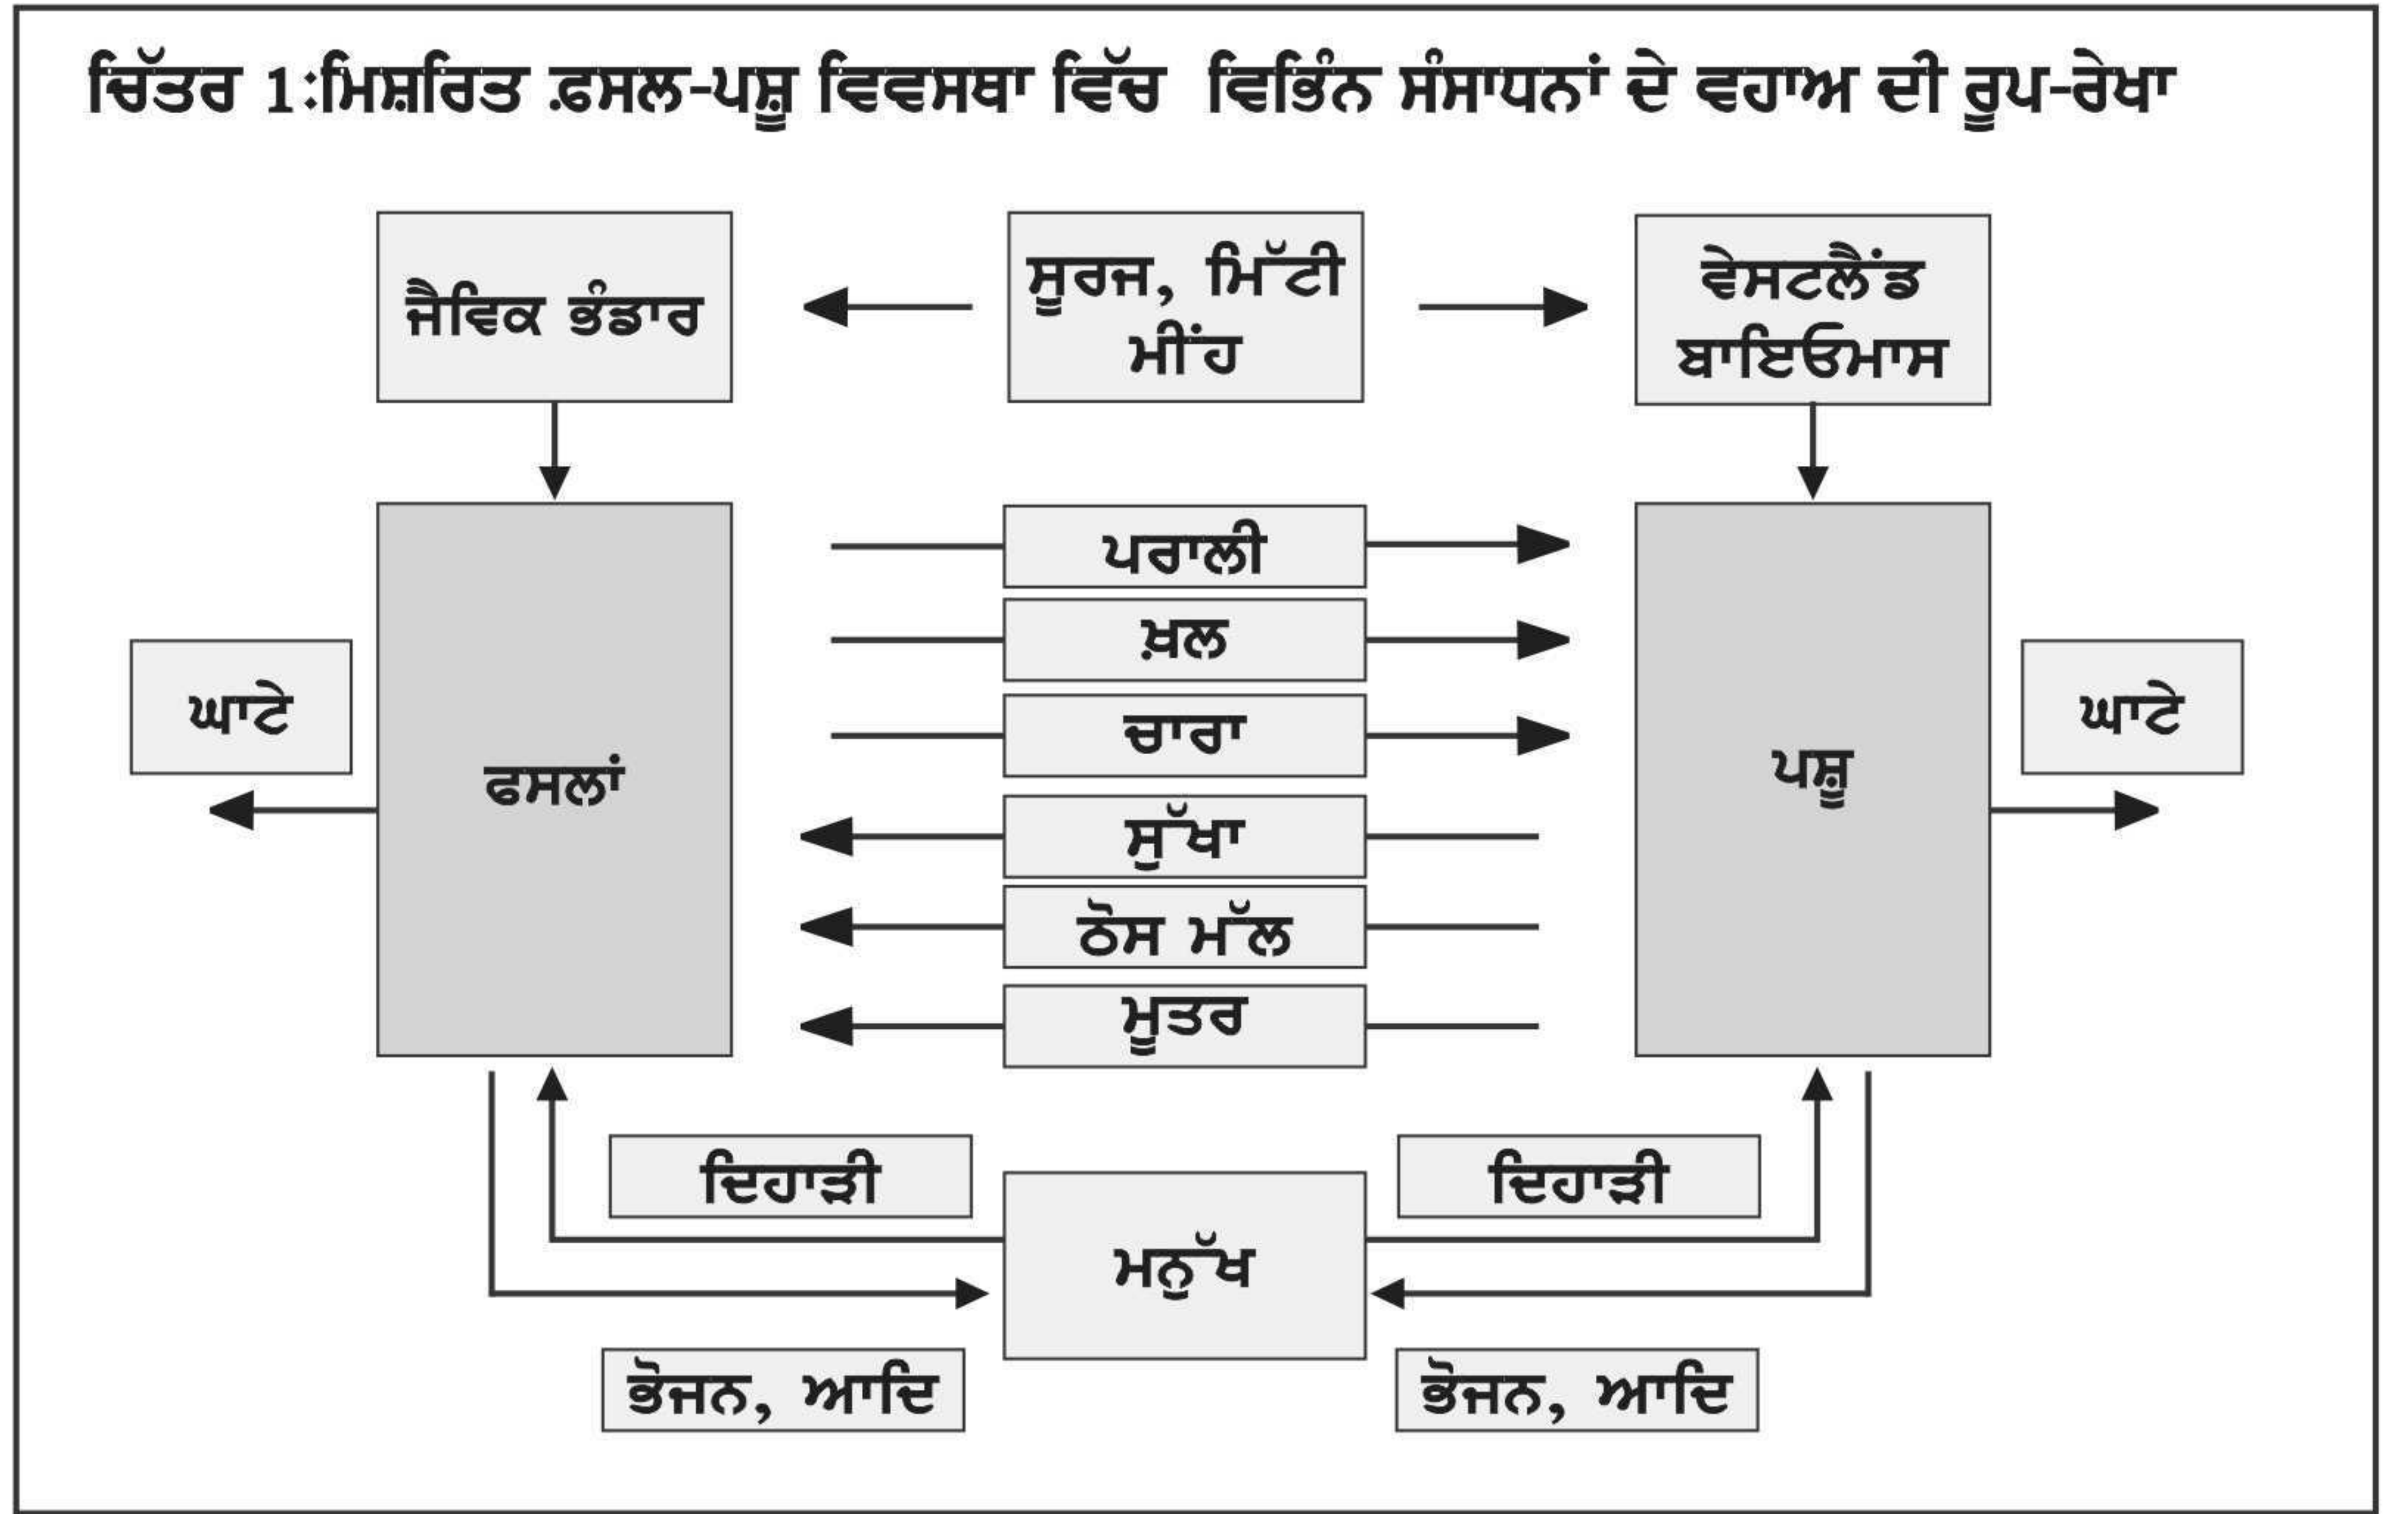 ਚਿੱਤਰ 1:ਮਿਸ਼ਰਿਤ ਫ਼ਸਲ-ਪਸ਼ੂ ਵਿਵਸਥਾ ਵਿੱਚ ਵਿਭਿੰਨ ਸੰਸਾਧਨਾਂ ਦੇ ਵਹਾਅ ਦੀ ਰੂਪ-ਰੇਖਾ
ਜੈਵਿਕ ਭੰਡਾਰ
ਸੂਰਜ, ਮਿੱਟੀ
ਮੀਂਹ
ਵੇਸਟਲੈਂਡ
ਬਾਇਓਮਾਸ
ਪਰਾਲੀ
ਖ਼ਲ
ਚਾਰਾ
ਸੁੱਖਾ
ਠੋਸ ਮੱਲ
ਮੂਤਰ
ਘਾਟੇ
ਫਸਲਾਂ
ਪਸ਼ੂ
ਘਾਟੇ
ਦਿਹਾੜੀ
ਦਿਹਾੜੀ
ਮਨੁੱਖ
ਭੋਜਨ, ਆਦਿ
ਭੋਜਨ, ਆਦਿ